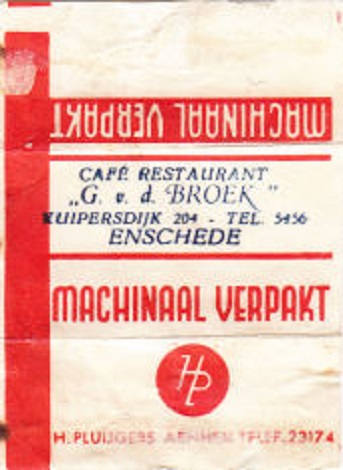 MACHINAAL VERPAKT
CAFÉ RESTAURANT
„G. v. d. BROEK"
KUIPERSDIJK 204 - TEL. 5456
ENSCHEDE
MACHINAAL VERPAKT
HP
H. PLUIJGERS ARNHEM TELEF. 23174